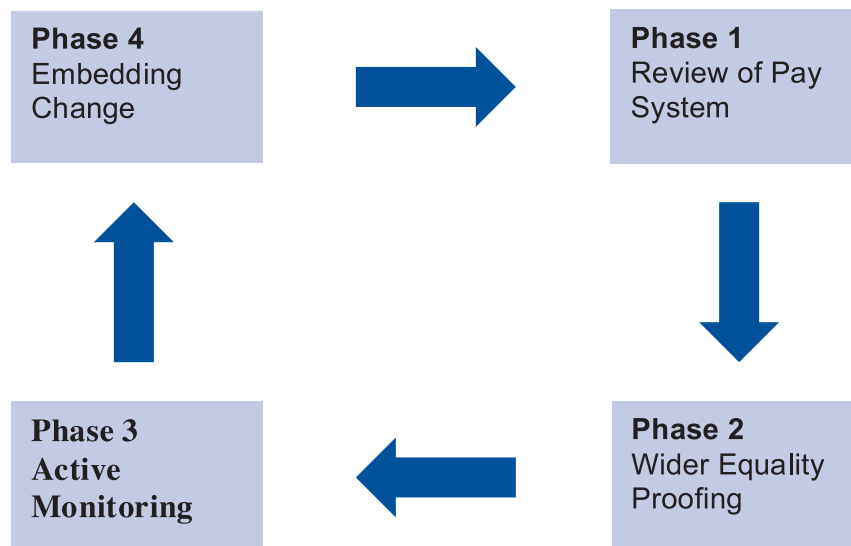 Phase 4
Embedding
Change
Phase 1
Review of Pay
System
Phase 3
Active
Monitoring
Phase 2
Wider Equality
Proofing